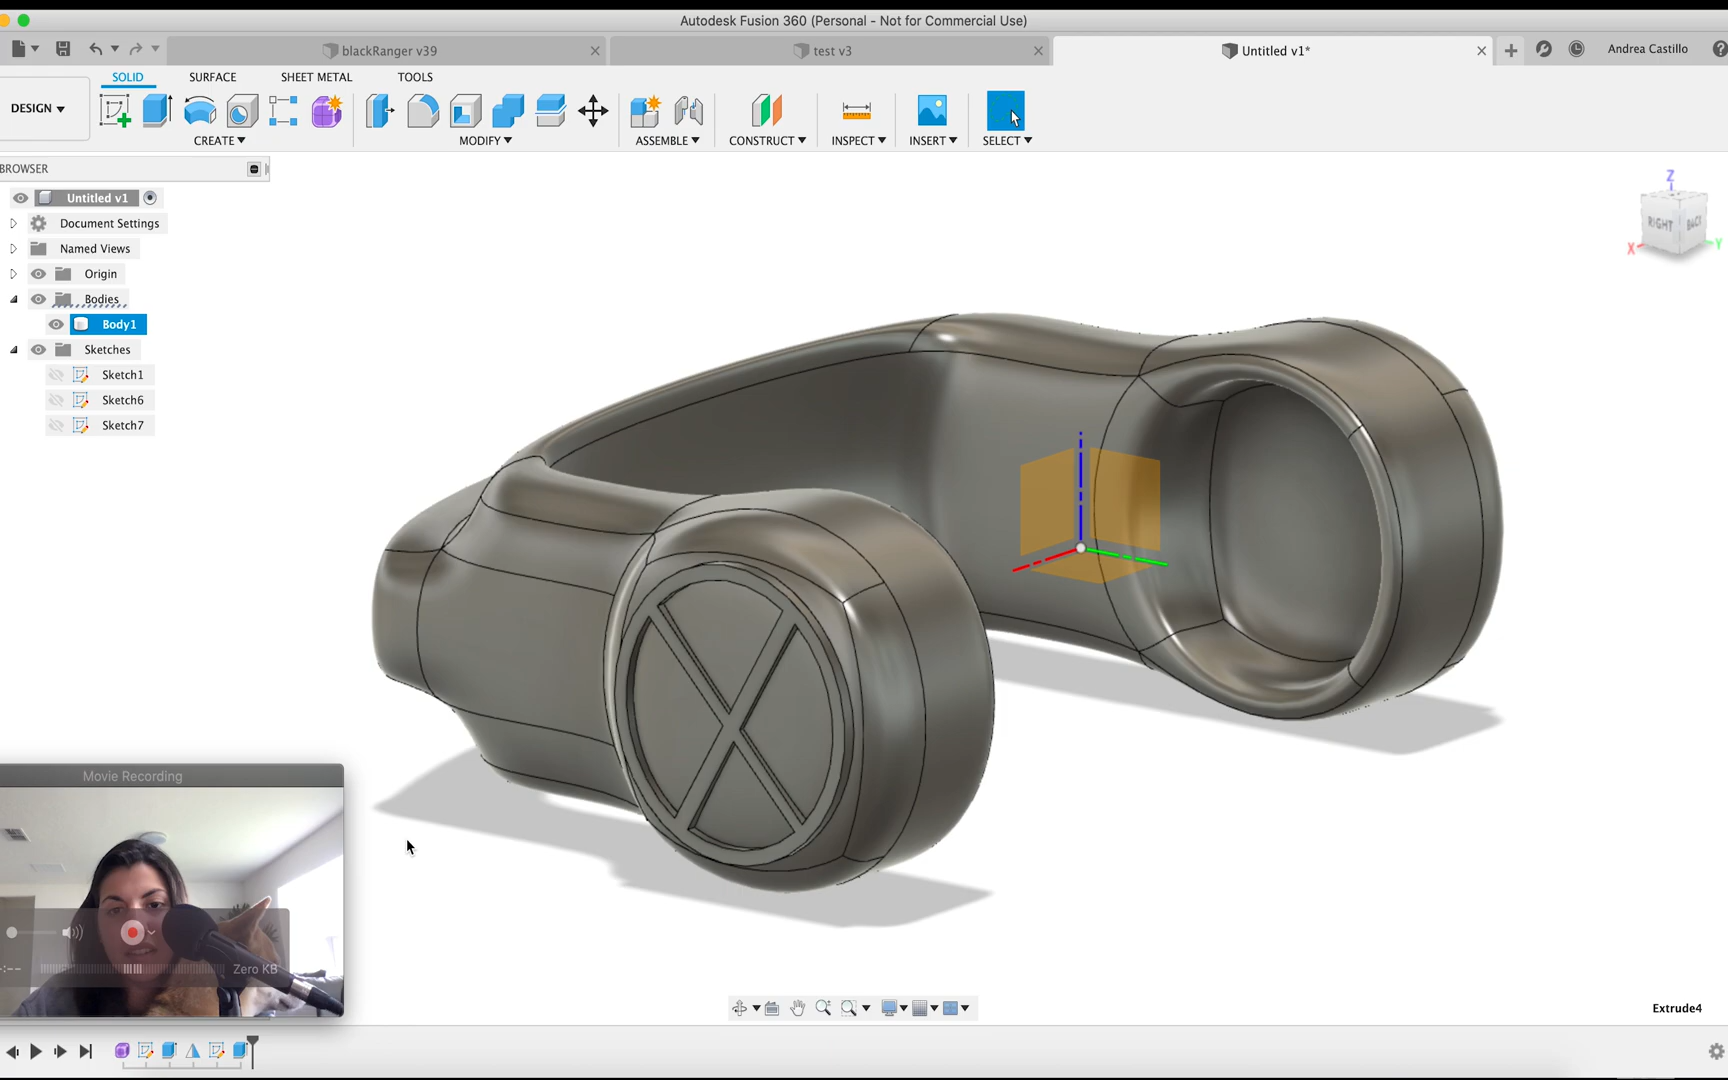 Autodesk Fusion 360 (Personal - Not for Commercial Use)
blackRanger v39
test v3
Untitled v1*
Andrea Castillo
DESIGN
SOLID SURFACE SHEET METAL TOOLS
CREATE MODIFY ASSEMBLE CONSTRUCT INSPECT INSERT SELECT
BROWSER
Untitled v1
Document Settings
Named Views
Origin
Bodies
Body1
Sketches
Sketch1
Sketch6
Sketch7
Z
RIGHT BACK
X Y
Movie Recording
Zero KB
Extrude4